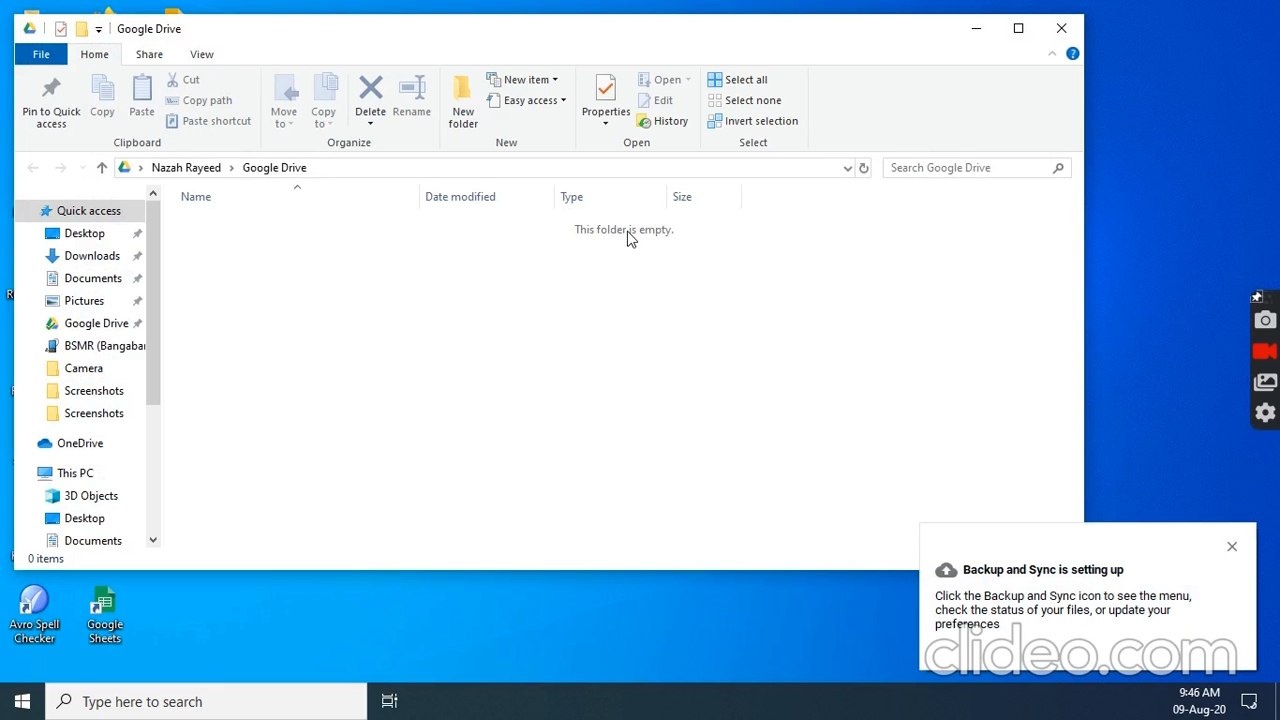 Google Drive
File Home Share View
Pin to Quick access
Copy
Paste
Cut
Copy path
Paste shortcut
Clipboard
Move to
Copy to
Delete
Rename
Organize
New folder
New item
Easy access
New
Properties
Open
Edit
History
Open
Select all
Select none
Invert selection
Select
Nazah Rayeed > Google Drive
Search Google Drive
Name Date modified Type Size
This folder is empty.
Quick access
Desktop
Downloads
Documents
Pictures
Google Drive
BSMR (Bangabar
Camera
Screenshots
Screenshots
OneDrive
This PC
3D Objects
Desktop
Documents
0 items
Backup and Sync is setting up
Click the Backup and Sync icon to see the menu,
check the status of your files, or update your
preferences
clideo.com
Avro Spell
Checker
Google
Sheets
Type here to search
9:46 AM
09-Aug-20